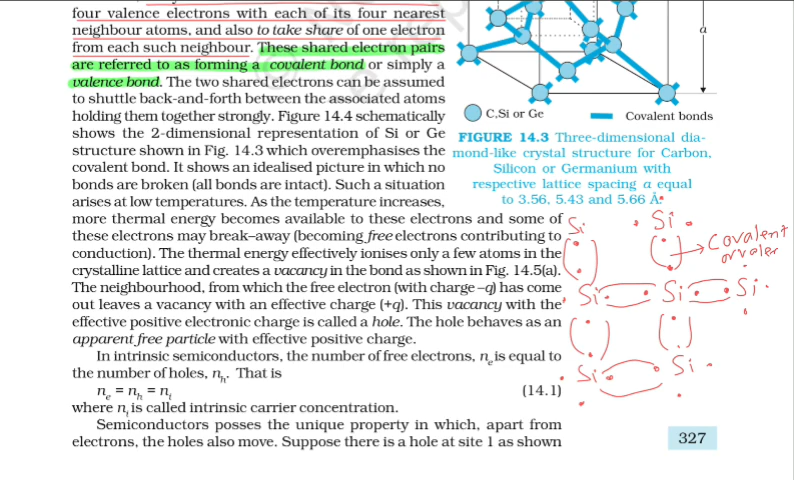 four valence electrons with each of its four nearest
neighbour atoms, and also to take share of one electron
from each such neighbour. These shared electron pairs
are referred to as forming a covalent bond or simply a
valence bond. The two shared electrons can be assumed
to shuttle back-and-forth between the associated atoms
holding them together strongly. Figure 14.4 schematically
shows the 2-dimensional representation of Si or Ge
structure shown in Fig. 14.3 which overemphasises the
covalent bond. It shows an idealised picture in which no
bonds are broken (all bonds are intact). Such a situation
arises at low temperatures. As the temperature increases,
more thermal energy becomes available to these electrons and some of
these electrons may break–away (becoming free electrons contributing to
conduction). The thermal energy effectively ionises only a few atoms in the
crystalline lattice and creates a vacancy in the bond as shown in Fig. 14.5(a).
The neighbourhood, from which the free electron (with charge –q) has come
out leaves a vacancy with an effective charge (+q). This vacancy with the
effective positive electronic charge is called a hole. The hole behaves as an
apparent free particle with effective positive charge.
In intrinsic semiconductors, the number of free electrons, nₑ is equal to
the number of holes, nₕ. That is
nₑ = nₕ = nᵢ (14.1)
where nᵢ is called intrinsic carrier concentration.
Semiconductors posses the unique property in which, apart from
electrons, the holes also move. Suppose there is a hole at site 1 as shown
a
C, Si or Ge Covalent bonds
FIGURE 14.3 Three-dimensional dia-
mond-like crystal structure for Carbon,
Silicon or Germanium with
respective lattice spacing a equal
to 3.56, 5.43 and 5.66 Å.
Si Si
Covalent
or
Si Si Si
Si Si
327